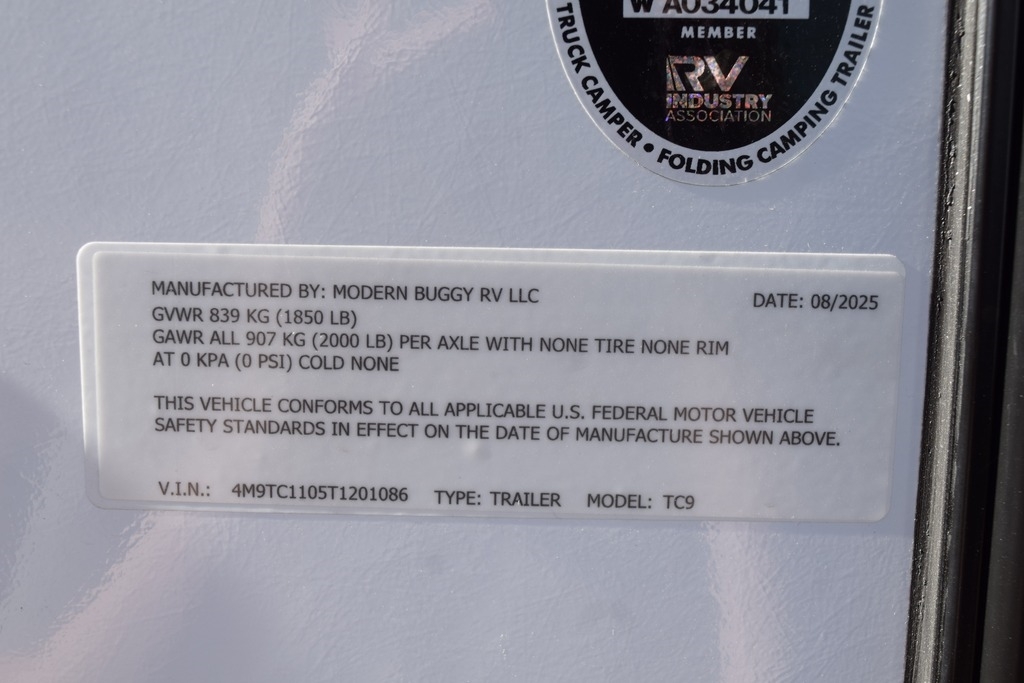 W A034041
MEMBER
RV
INDUSTRY
ASSOCIATION
TRUCK CAMPER • FOLDING CAMPING TRAILER
MANUFACTURED BY: MODERN BUGGY RV LLC DATE: 08/2025
GVWR 839 KG (1850 LB)
GAWR ALL 907 KG (2000 LB) PER AXLE WITH NONE TIRE NONE RIM
AT 0 KPA (0 PSI) COLD NONE
THIS VEHICLE CONFORMS TO ALL APPLICABLE U.S. FEDERAL MOTOR VEHICLE
SAFETY STANDARDS IN EFFECT ON THE DATE OF MANUFACTURE SHOWN ABOVE.
V.I.N.: 4M9TC1105T1201086 TYPE: TRAILER MODEL: TC9